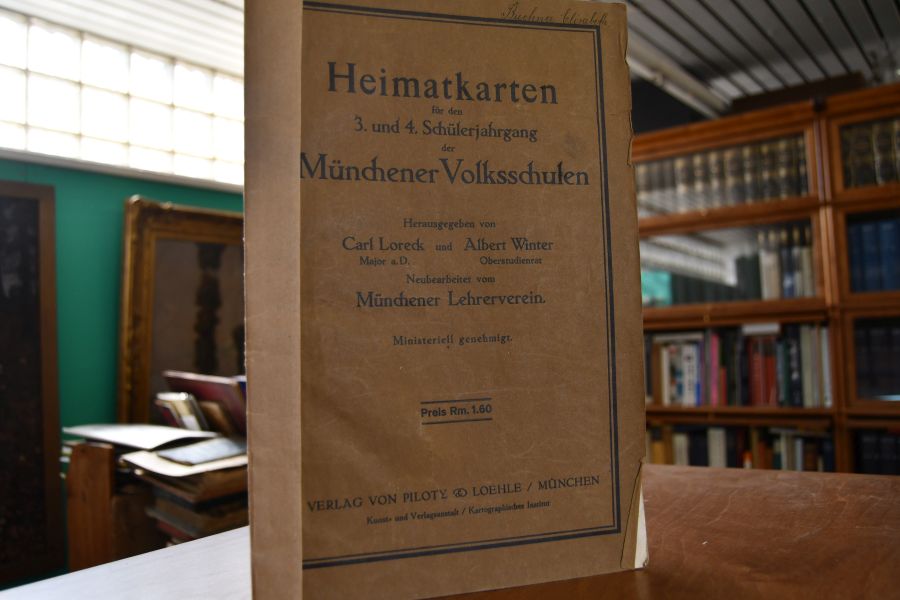 Buchner Elisabeth
Heimatkarten
für den
3. und 4. Schülerjahrgang
der
Münchener Volksschulen
Herausgegeben von
Carl Loreck und Albert Winter
Major a.D. Oberstudienrat
Neubearbeitet vom
Münchener Lehrerverein.
Ministeriell genehmigt.
Preis Rm. 1.60
VERLAG VON PILOTY & LOEHLE / MÜNCHEN
Kunst- und Verlagsanstalt / Kartographisches Institut